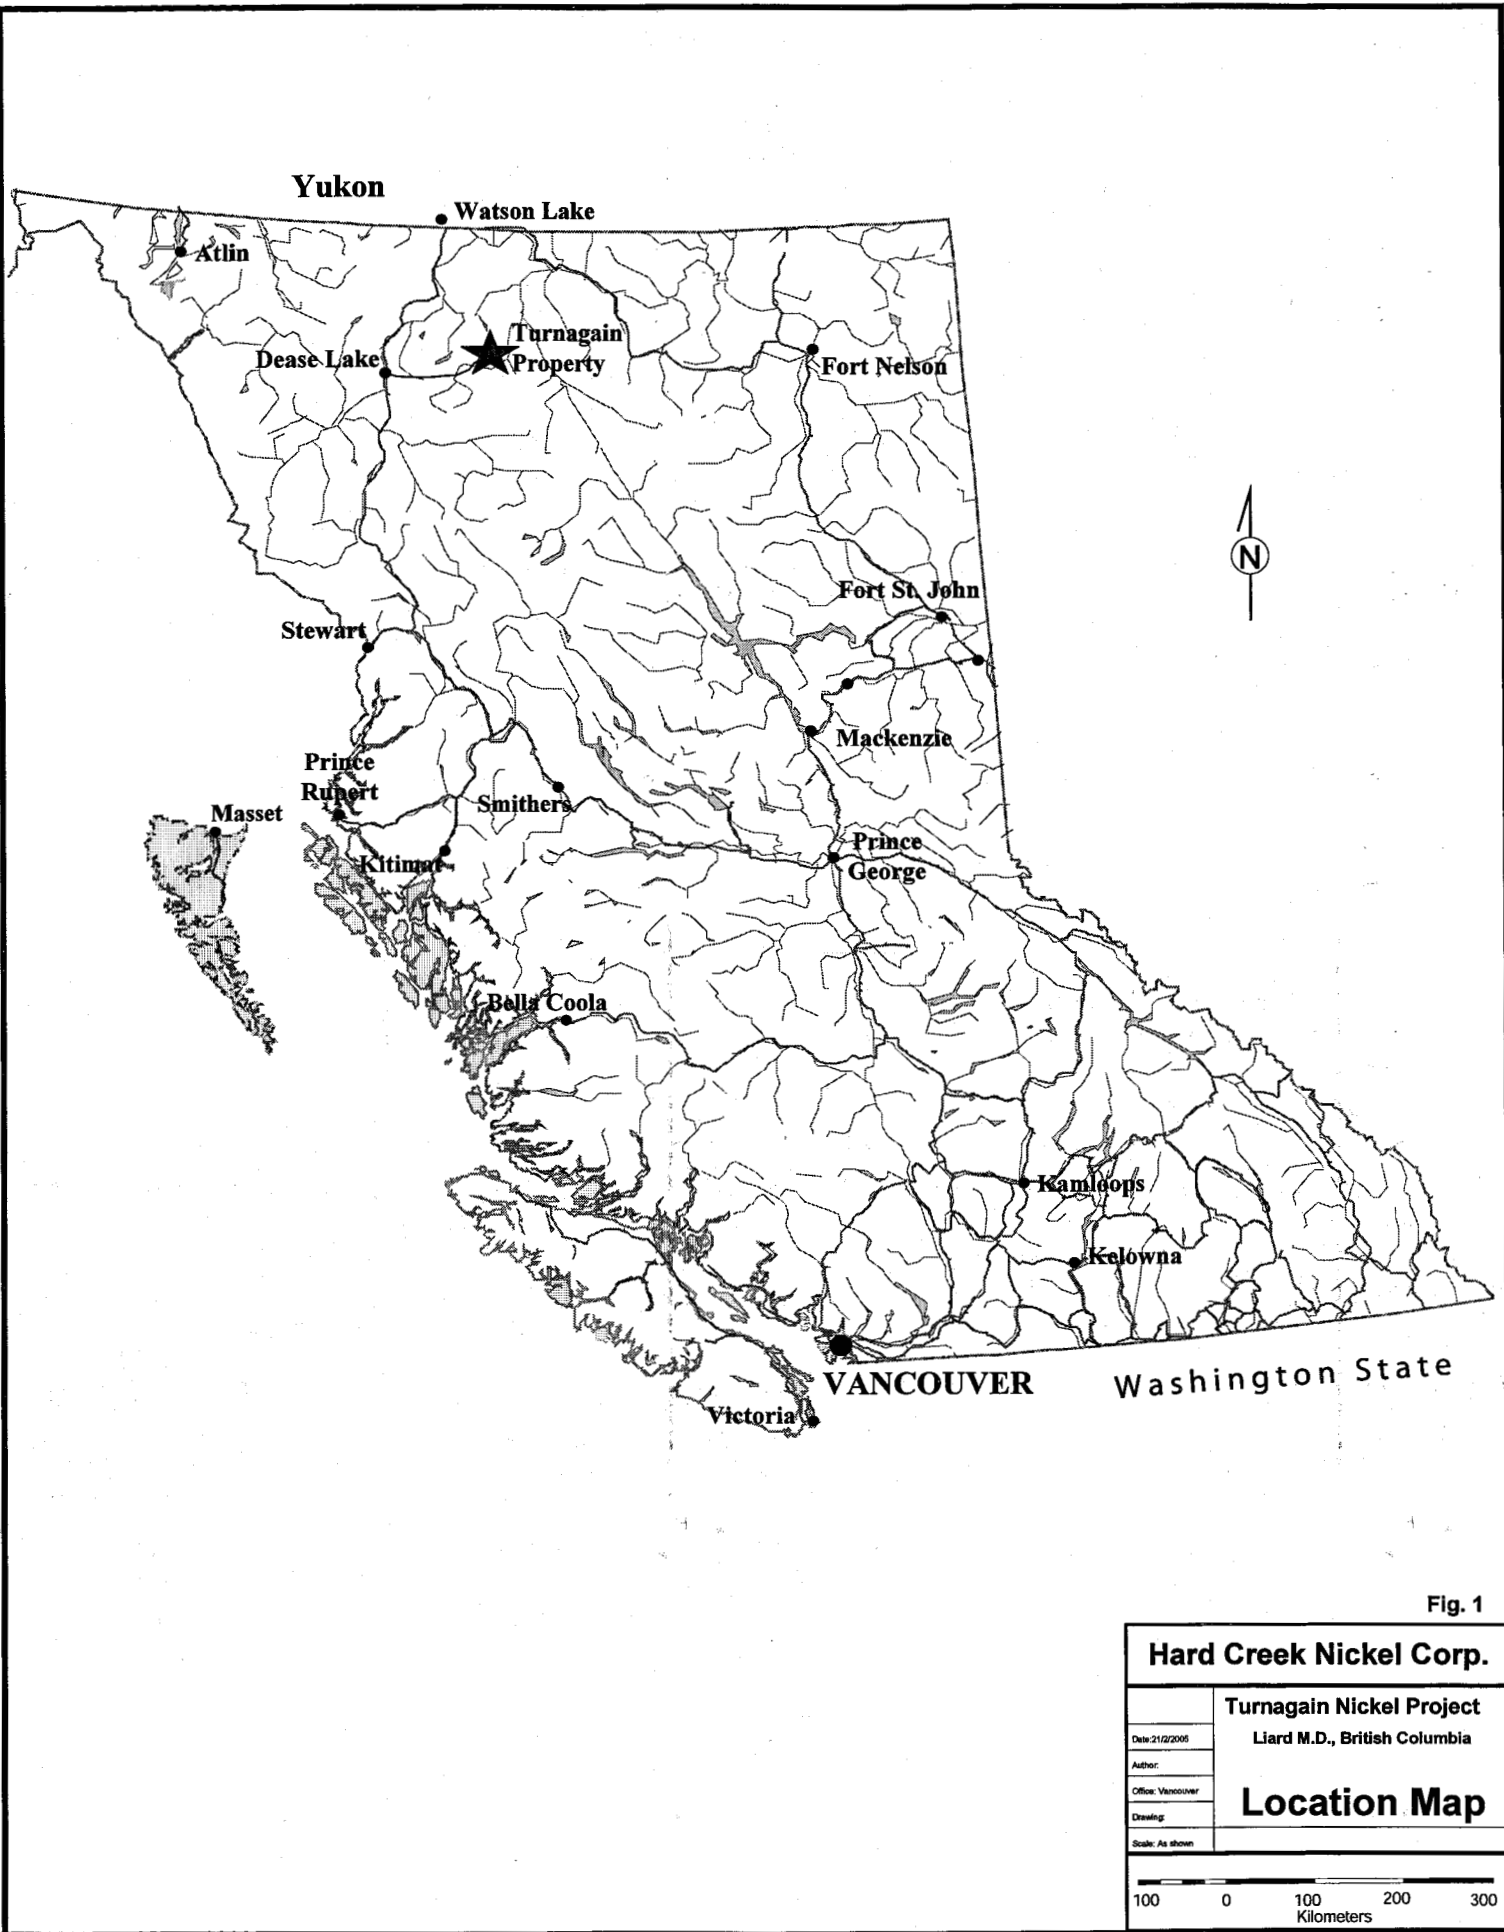 Yukon
Watson Lake
Atlin
Turnagain
Property
Dease Lake
Fort Nelson
N
Fort St. John
Stewart
Mackenzie
Prince
Rupert
Smithers
Masset
Kitimat
Prince
George
Bella Coola
Kamloops
Kelowna
VANCOUVER
Washington State
Victoria
Fig. 1
Hard Creek Nickel Corp.
Turnagain Nickel Project
Liard M.D., British Columbia
Date:21/2/2005
Author:
Office: Vancouver
Drawing:
Scale: As shown
Location Map
100 0 100 200 300
Kilometers